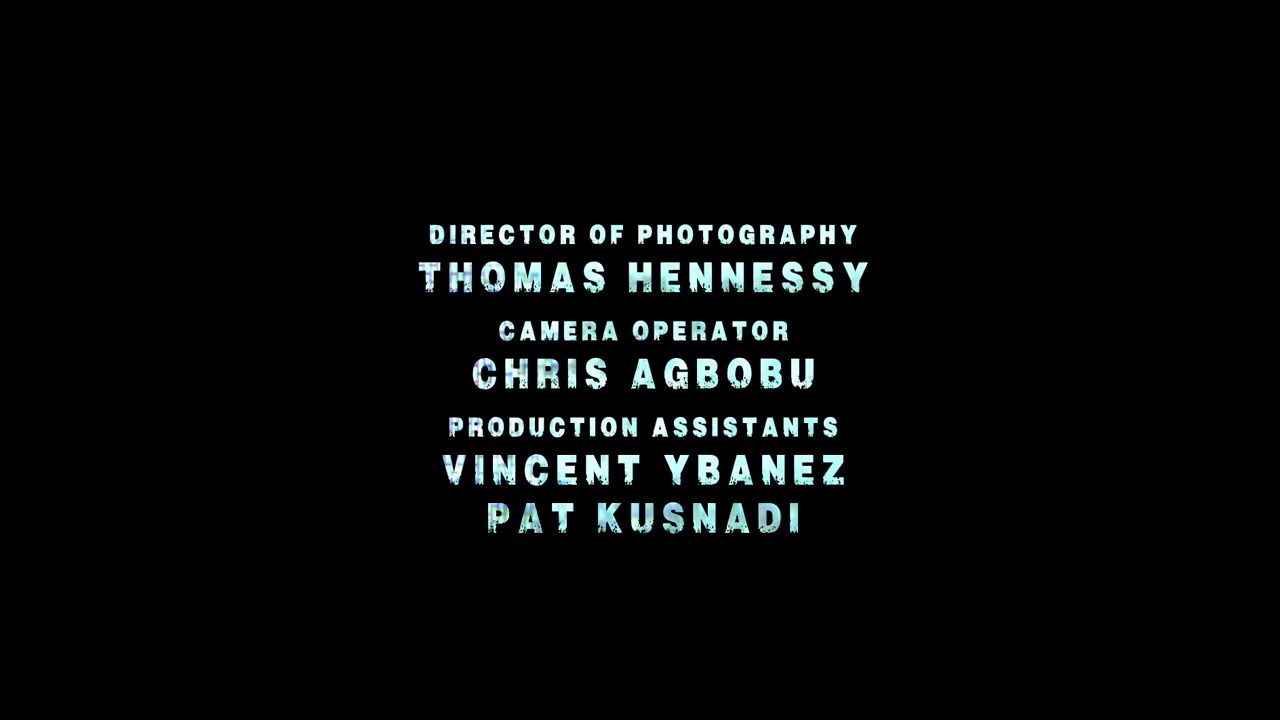 DIRECTOR OF PHOTOGRAPHY
THOMAS HENNESSY
CAMERA OPERATOR
CHRIS AGBOBU
PRODUCTION ASSISTANTS
VINCENT YBANEZ
PAT KUSNADI